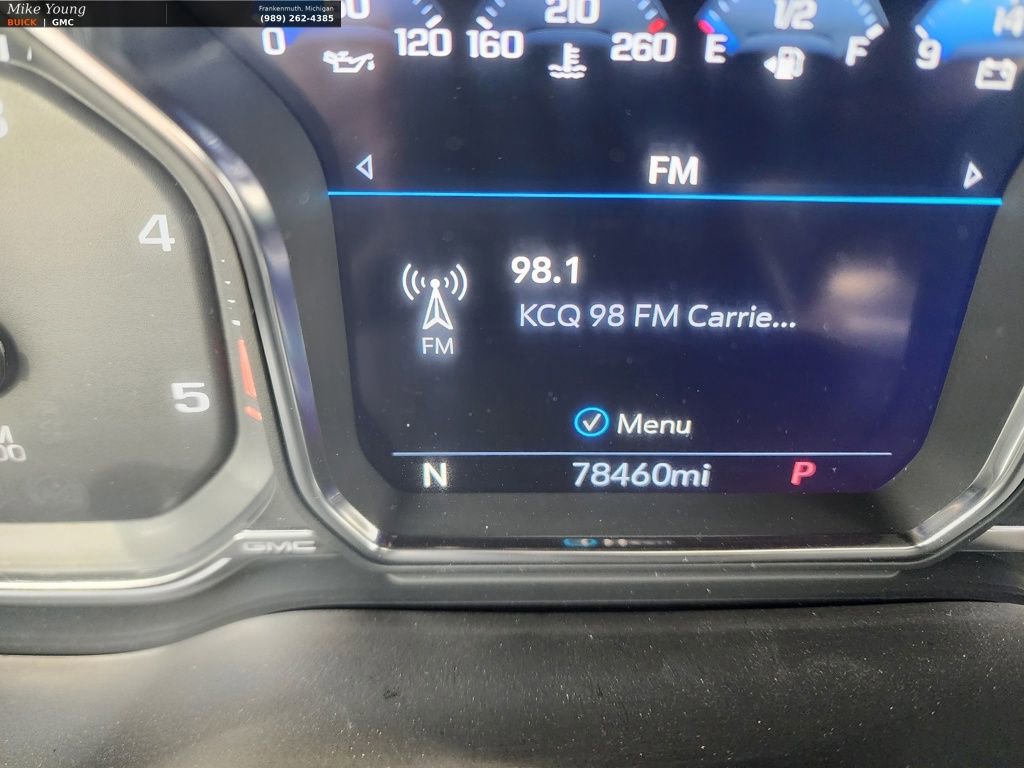 Mike Young
BUICK | GMC
Frankenmuth, Michigan
(989) 262-4385
0 120 160 210 260 E 1/2 F 9 14
FM
4
98.1
KCQ 98 FM Carrie...
FM
5
Menu
N 78460mi P
GMC